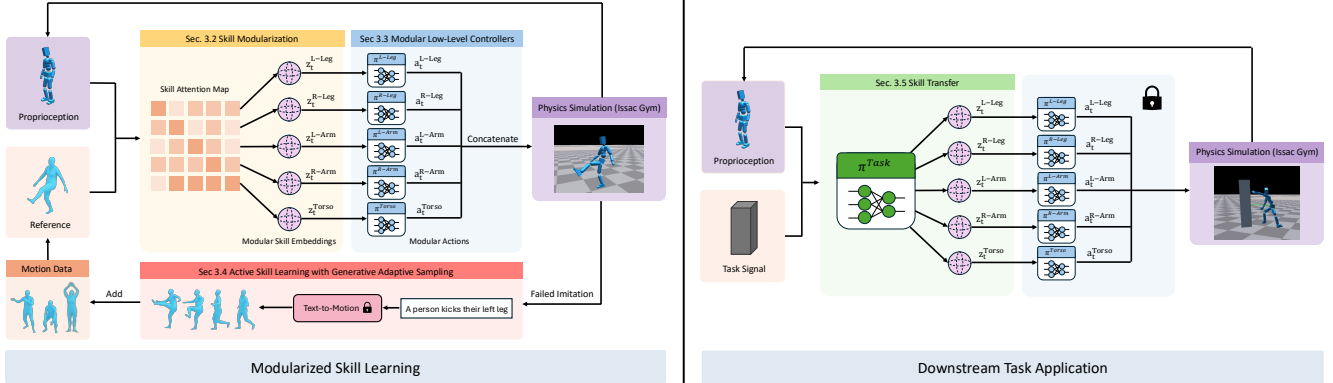 Sec. 3.2 Skill Modularization
Sec. 3.3 Modular Low-Level Controllers
Proprioception
Reference
Skill Attention Map
z_t^{L-Leg}
z_t^{R-Leg}
z_t^{L-Arm}
z_t^{R-Arm}
z_t^{Torso}
Modular Skill Embeddings
π^{L-Leg}
π^{R-Leg}
π^{L-Arm}
π^{R-Arm}
π^{Torso}
a_t^{L-Leg}
a_t^{R-Leg}
a_t^{L-Arm}
a_t^{R-Arm}
a_t^{Torso}
Modular Actions
Concatenate
Physics Simulation (Issac Gym)
Motion Data
Add
Sec 3.4 Active Skill Learning with Generative Adaptive Sampling
Text-to-Motion
A person kicks their left leg
Failed Imitation
Modularized Skill Learning
Proprioception
Task Signal
Sec. 3.5 Skill Transfer
π^{Task}
z_t^{L-Leg}
z_t^{R-Leg}
z_t^{L-Arm}
z_t^{R-Arm}
z_t^{Torso}
π^{L-Leg}
π^{R-Leg}
π^{L-Arm}
π^{R-Arm}
π^{Torso}
a_t^{L-Leg}
a_t^{R-Leg}
a_t^{L-Arm}
a_t^{R-Arm}
a_t^{Torso}
Physics Simulation (Issac Gym)
Downstream Task Application